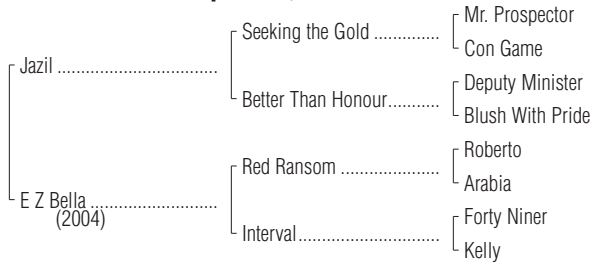 Mr. Prospector
Seeking the Gold .............
Con Game
Jazil ................................
Deputy Minister
Better Than Honour...........
Blush With Pride
Roberto
Red Ransom ....................
Arabia
E Z Bella .........................
(2004)
Forty Niner
Interval............................
Kelly